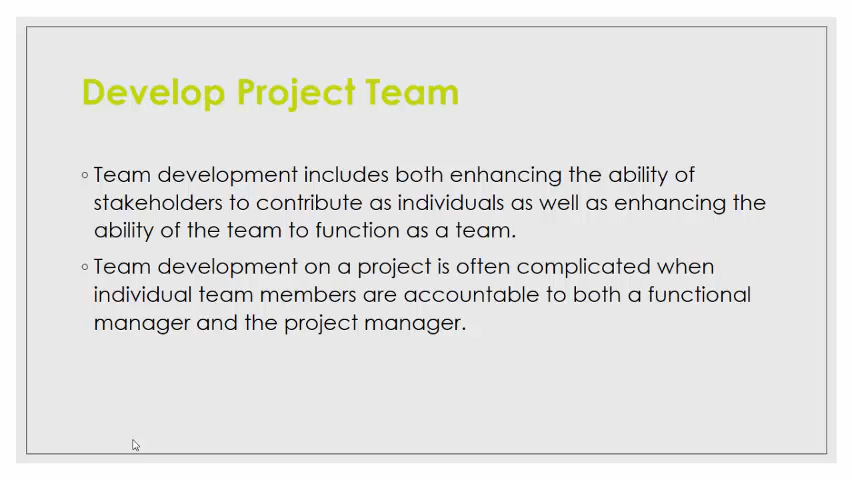 Develop Project Team
◦ Team development includes both enhancing the ability of
stakeholders to contribute as individuals as well as enhancing the
ability of the team to function as a team.
◦ Team development on a project is often complicated when
individual team members are accountable to both a functional
manager and the project manager.